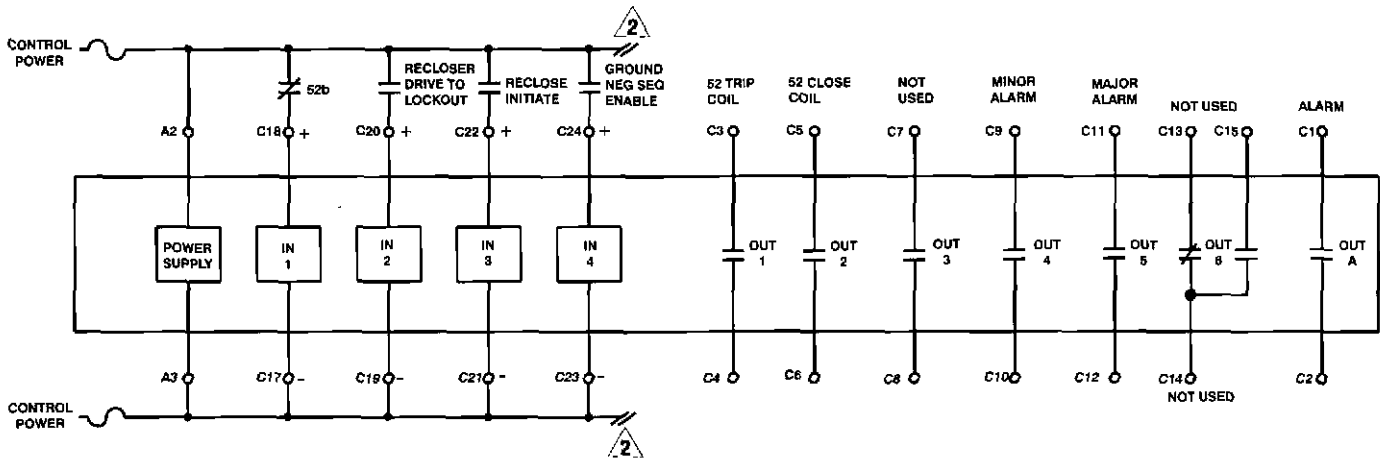 2
CONTROL
POWER
52b
RECLOSER
DRIVE TO
LOCKOUT
RECLOSE
INITIATE
GROUND
NEG SEQ
ENABLE
52 TRIP
COIL
52 CLOSE
COIL
NOT
USED
MINOR
ALARM
MAJOR
ALARM
NOT USED
ALARM
A2 C18 + C20 + C22 + C24 + C3 C5 C7 C9 C11 C13 C15 C1
POWER
SUPPLY
IN
1
IN
2
IN
3
IN
4
OUT
1
OUT
2
OUT
3
OUT
4
OUT
5
OUT
6
OUT
A
A3 C17 - C19 - C21 - C23 - C4 C6 C8 C10 C12 C14 C2
NOT USED
CONTROL
POWER
2